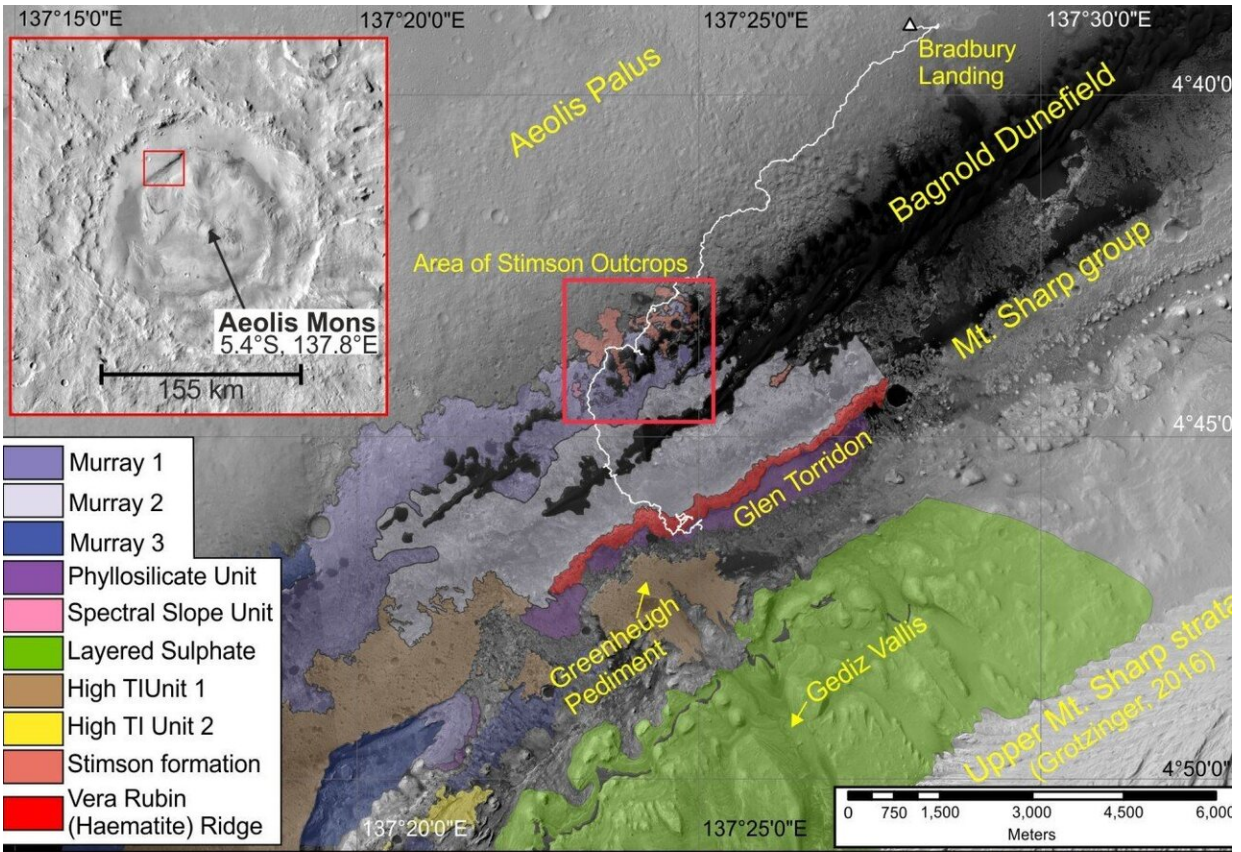 137°15'0"E
137°20'0"E
137°25'0"E
137°30'0"E
Bradbury
Landing
Aeolis Palus
4°40'0
Bagnold Dunefield
Area of Stimson Outcrops
Mt. Sharp group
Aeolis Mons
5.4°S, 137.8°E
155 km
4°45'0
Glen Torridon
Murray 1
Murray 2
Murray 3
Phyllosilicate Unit
Spectral Slope Unit
Layered Sulphate
High TIUnit 1
High TI Unit 2
Stimson formation
Vera Rubin
(Haematite) Ridge
Greenheugh
Pediment
Gediz Vallis
Upper Mt. Sharp strata
(Grotzinger, 2016)
4°50'0"
137°20'0"E
137°25'0"E
0 750 1,500 3,000 4,500 6,000
Meters